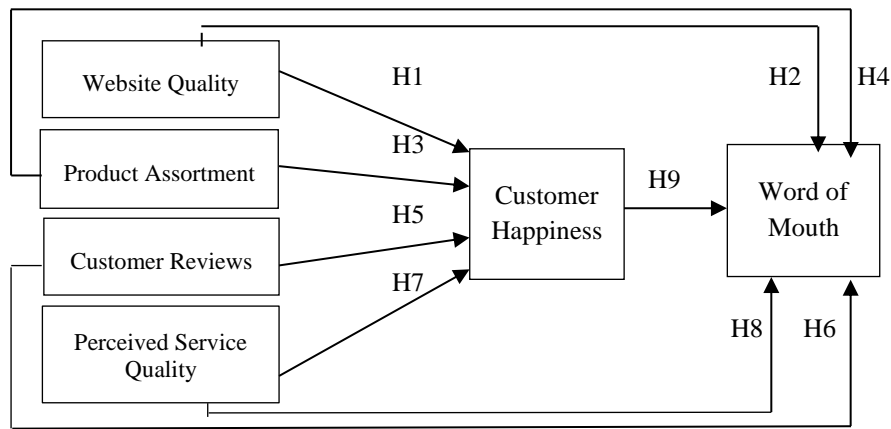 H1
H2
H4
Website Quality
H3
Product Assortment
Customer
Happiness
H9
Word of
Mouth
H5
Customer Reviews
H7
Perceived Service
Quality
H8
H6